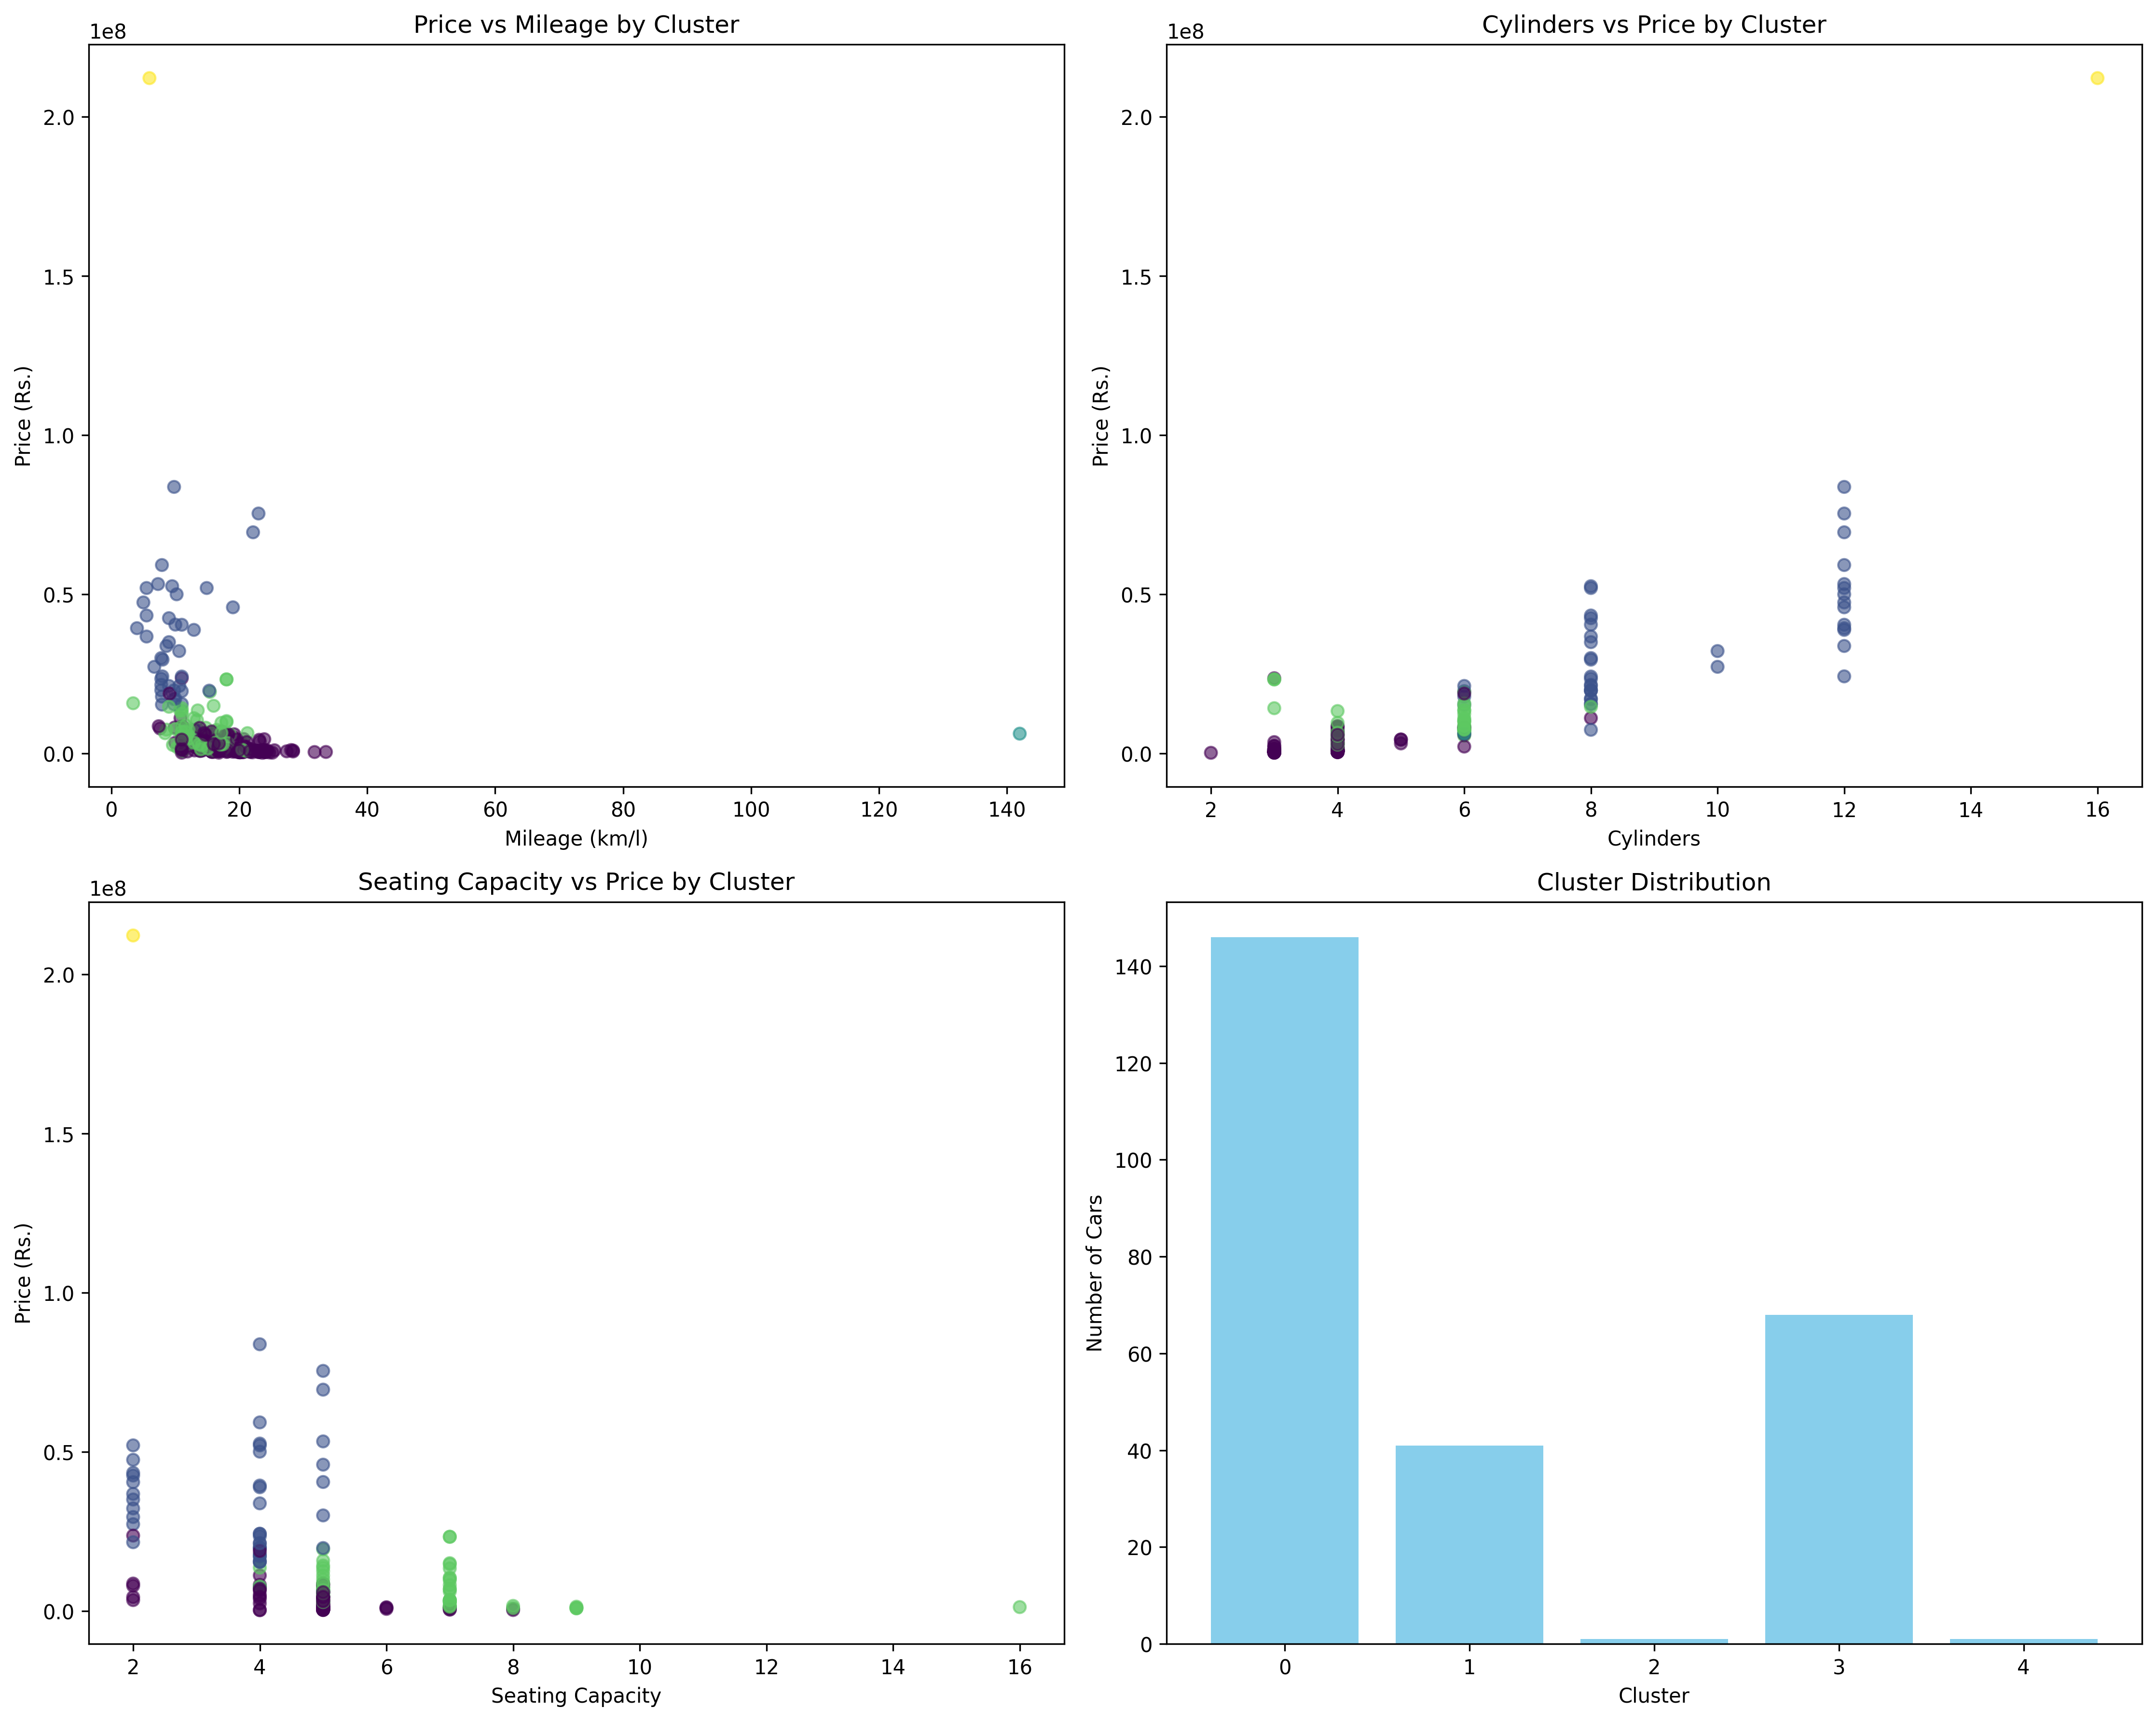 Price vs Mileage by Cluster
1e8
2.0
1.5
1.0
0.5
0.0
Price (Rs.)
0 20 40 60 80 100 120 140
Mileage (km/l)
Cylinders vs Price by Cluster
1e8
2.0
1.5
1.0
0.5
0.0
Price (Rs.)
2 4 6 8 10 12 14 16
Cylinders
Seating Capacity vs Price by Cluster
1e8
2.0
1.5
1.0
0.5
0.0
Price (Rs.)
2 4 6 8 10 12 14 16
Seating Capacity
Cluster Distribution
140
120
100
80
60
40
20
0
Number of Cars
0 1 2 3 4
Cluster